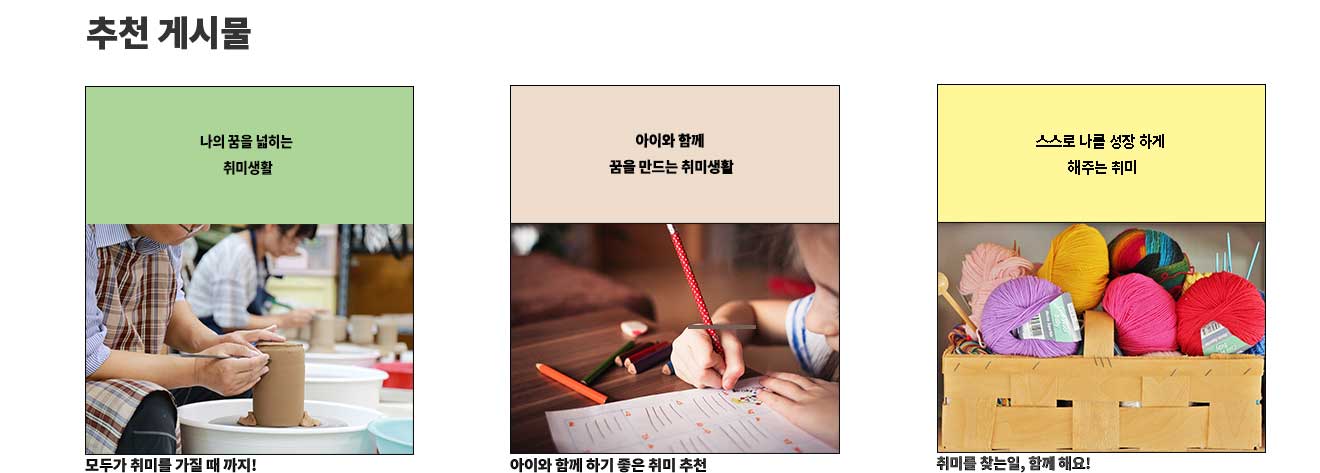 추천 게시물
나의 꿈을 넓히는
취미생활
아이와 함께
꿈을 만드는 취미생활
스스로 나를 성장 하게
해주는 취미
모두가 취미를 가질 때 까지!
아이와 함께 하기 좋은 취미 추천
취미를 찾는일, 함께 해요!